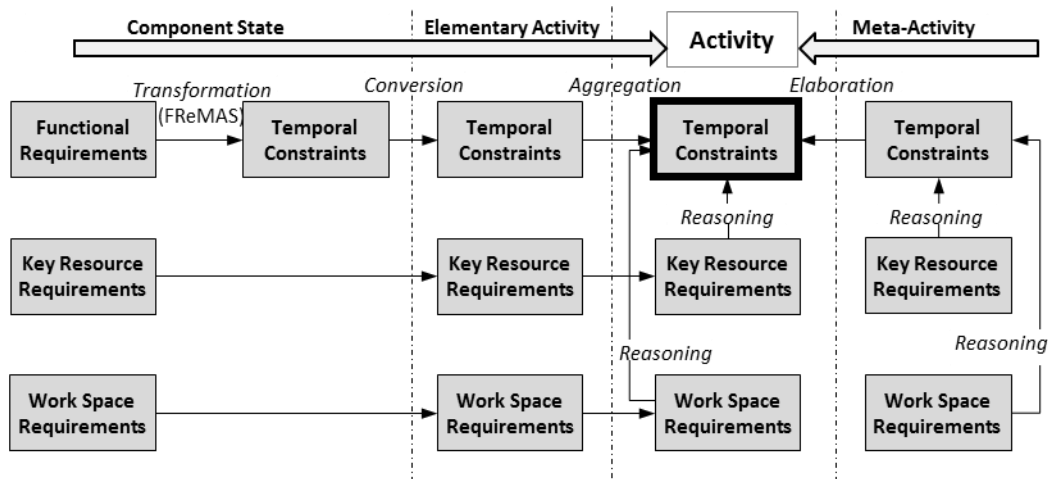 Component State
Elementary Activity
Activity
Meta-Activity
Transformation
(FReMAS)
Conversion
Aggregation
Elaboration
Functional
Requirements
Temporal
Constraints
Temporal
Constraints
Temporal
Constraints
Temporal
Constraints
Reasoning
Reasoning
Key Resource
Requirements
Key Resource
Requirements
Key Resource
Requirements
Key Resource
Requirements
Reasoning
Reasoning
Work Space
Requirements
Work Space
Requirements
Work Space
Requirements
Work Space
Requirements